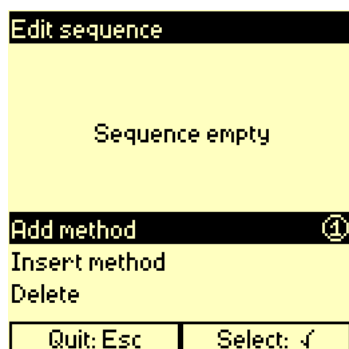 Edit sequence
Sequence empty
Add method ①
Insert method
Delete
Quit: Esc Select: √